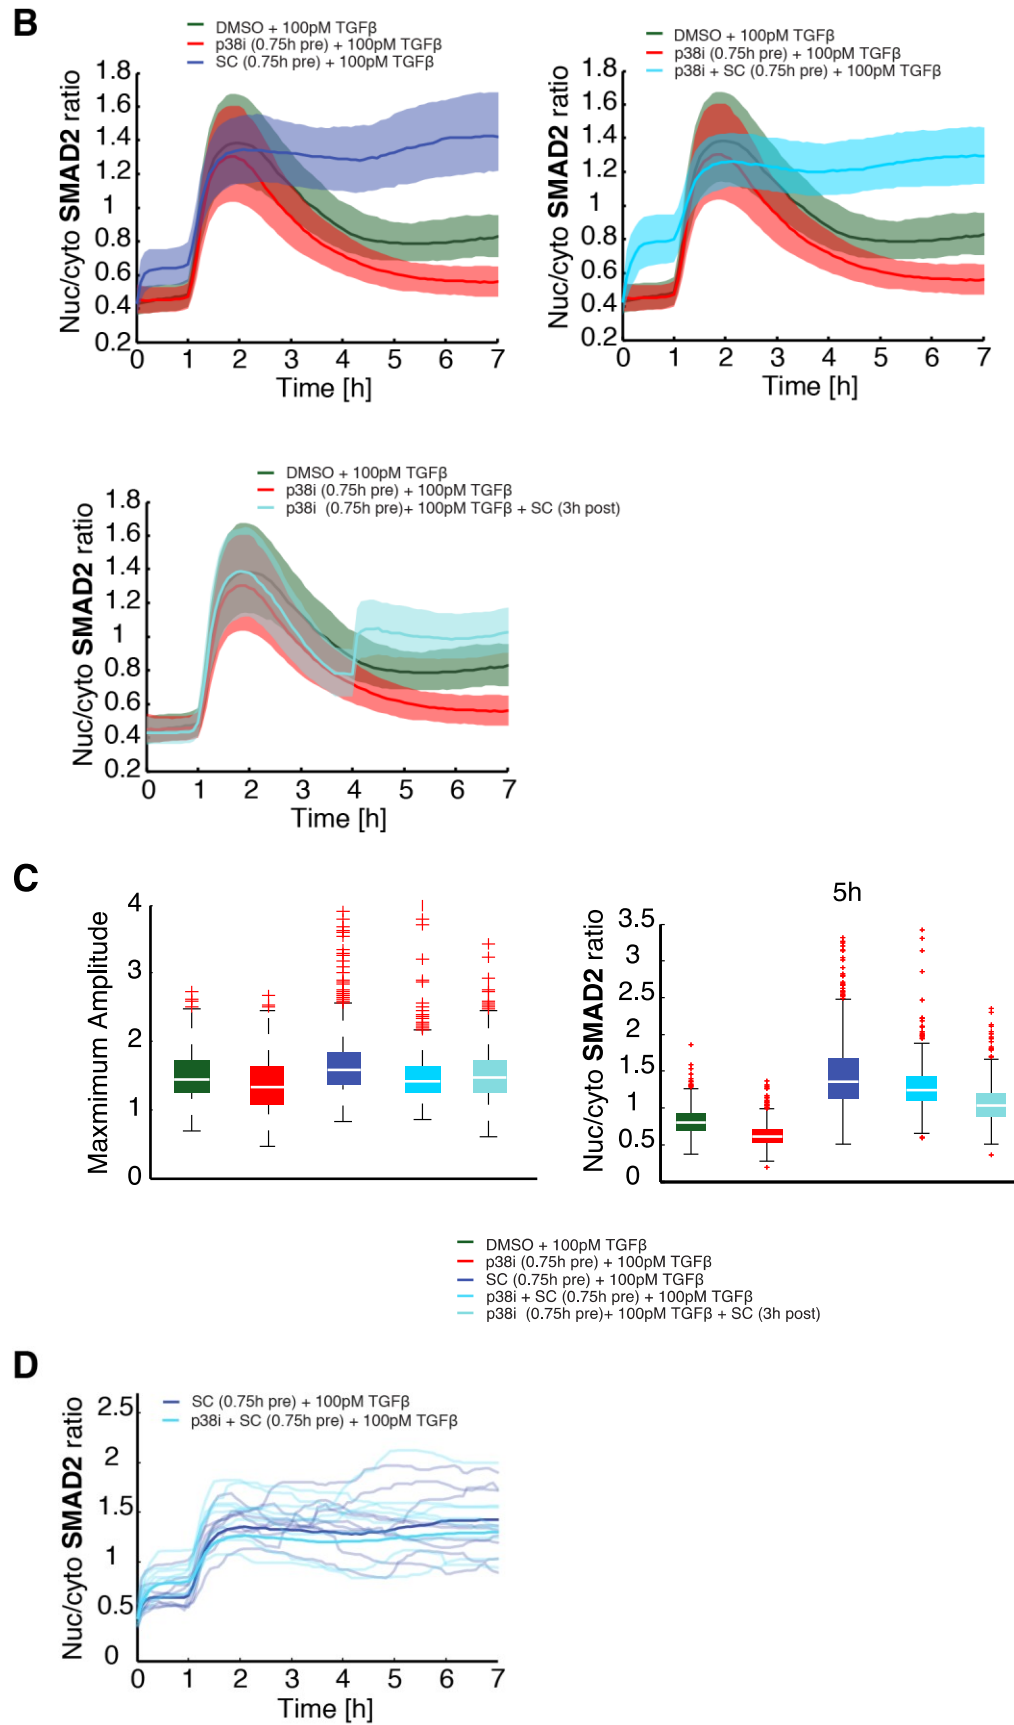 B
DMSO + 100pM TGFβ
p38i (0.75h pre) + 100pM TGFβ
SC (0.75h pre) + 100pM TGFβ
Nuc/cyto SMAD2 ratio
1.8
1.6
1.4
1.2
1
0.8
0.6
0.4
0.2
0 1 2 3 4 5 6 7
Time [h]
DMSO + 100pM TGFβ
p38i (0.75h pre) + 100pM TGFβ
p38i + SC (0.75h pre) + 100pM TGFβ
Nuc/cyto SMAD2 ratio
1.8
1.6
1.4
1.2
1
0.8
0.6
0.4
0.2
0 1 2 3 4 5 6 7
Time [h]
DMSO + 100pM TGFβ
p38i (0.75h pre) + 100pM TGFβ
p38i (0.75h pre)+ 100pM TGFβ + SC (3h post)
Nuc/cyto SMAD2 ratio
1.8
1.6
1.4
1.2
1
0.8
0.6
0.4
0.2
0 1 2 3 4 5 6 7
Time [h]
C
Maxmimum Amplitude
4
3
2
1
0
5h
Nuc/cyto SMAD2 ratio
3.5
3
2.5
2
1.5
1
0.5
0
DMSO + 100pM TGFβ
p38i (0.75h pre) + 100pM TGFβ
SC (0.75h pre) + 100pM TGFβ
p38i + SC (0.75h pre) + 100pM TGFβ
p38i (0.75h pre)+ 100pM TGFβ + SC (3h post)
D
SC (0.75h pre) + 100pM TGFβ
p38i + SC (0.75h pre) + 100pM TGFβ
Nuc/cyto SMAD2 ratio
2.5
2
1.5
1
0.5
0
0 1 2 3 4 5 6 7
Time [h]